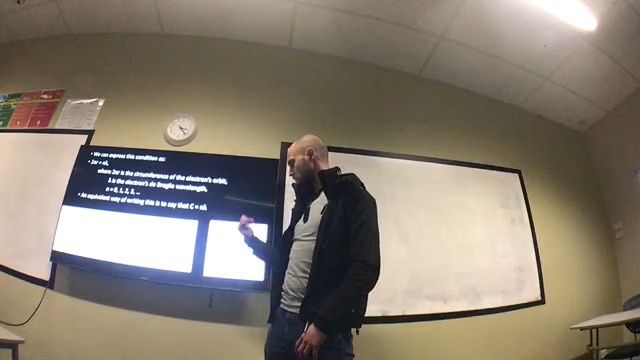 • We can express this condition as:
• 2πr = nλ,
where 2πr is the circumference of the electron's orbit,
λ is the electron's de Broglie wavelength,
n = 0, 1, 2, 3, ...
• An equivalent way of writing this is to say that C = nλ